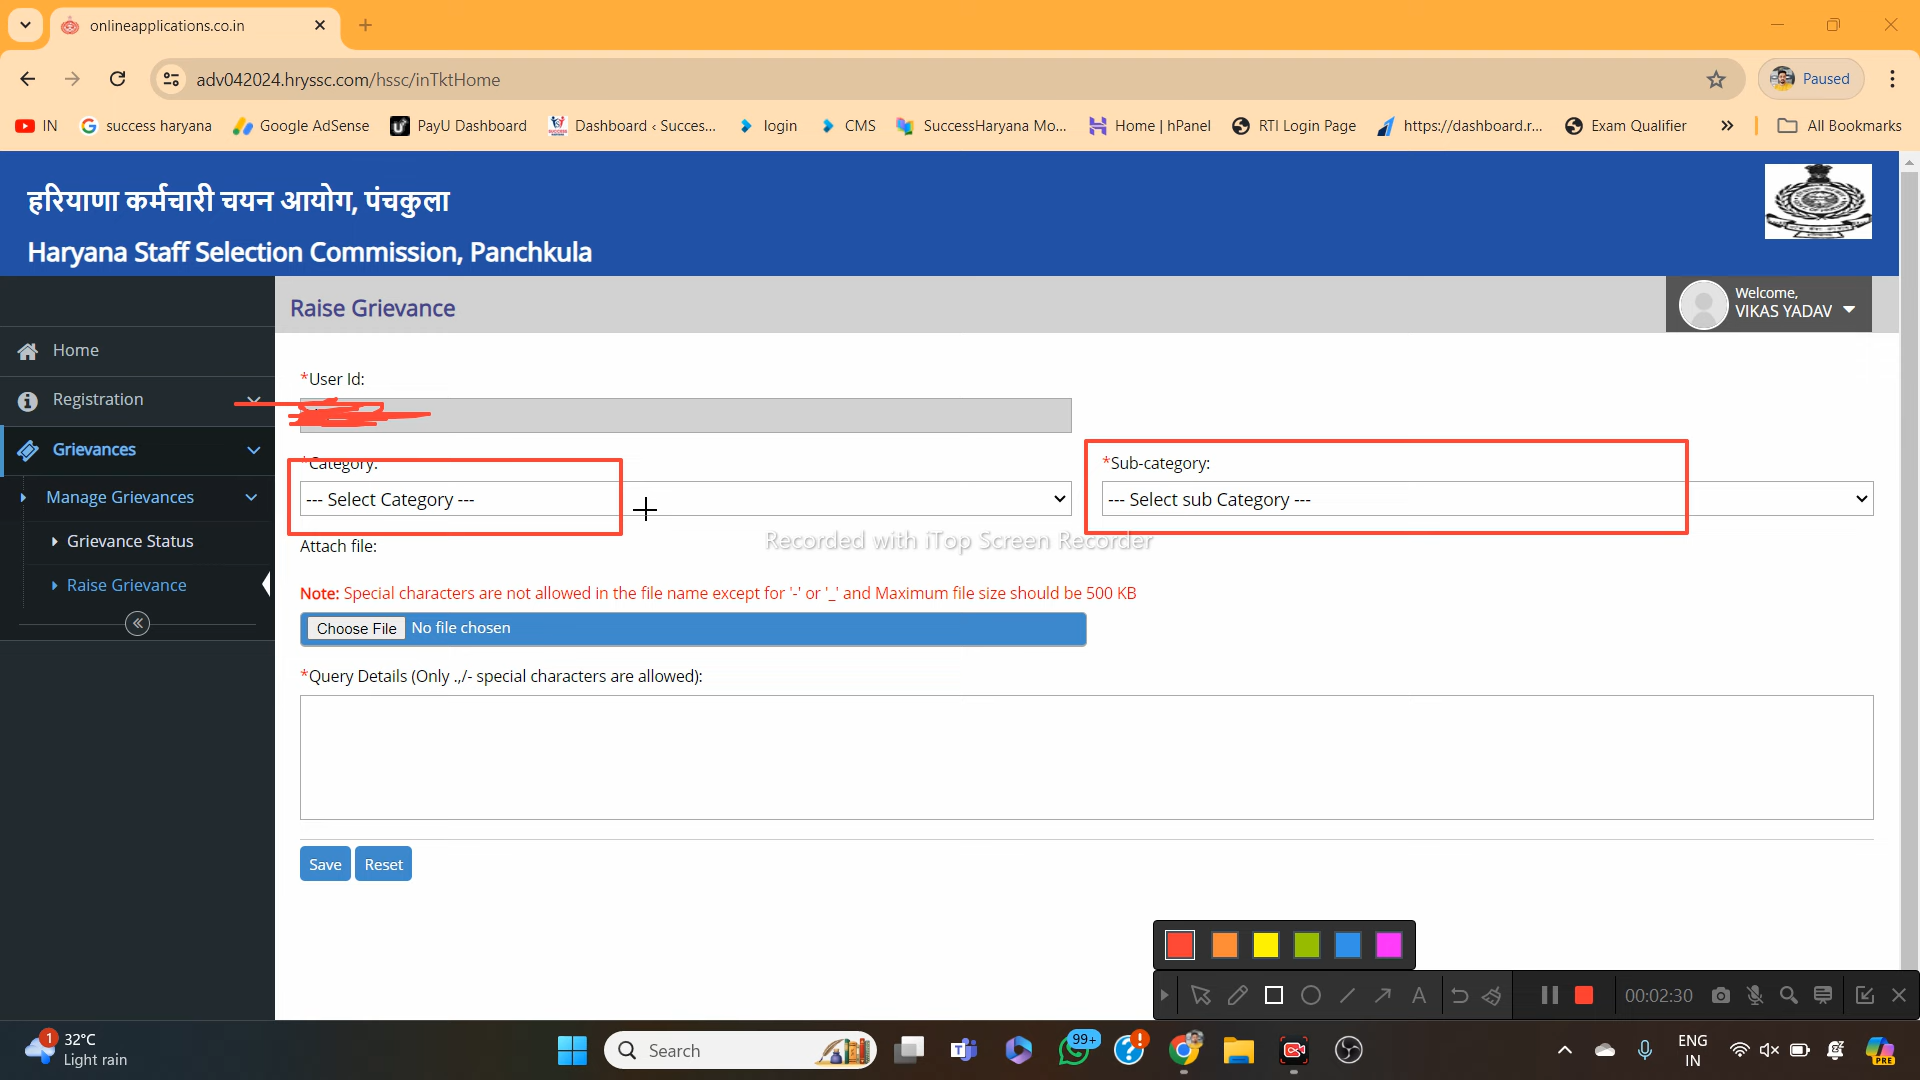 onlineapplications.co.in
adv042024.hryssc.com/hssc/inTktHome
Paused
IN
success haryana
Google AdSense
PayU Dashboard
Dashboard ‹ Succes...
login
CMS
SuccessHaryana Mo...
Home | hPanel
RTI Login Page
https://dashboard.r...
Exam Qualifier
All Bookmarks
हरियाणा कर्मचारी चयन आयोग, पंचकुला
Haryana Staff Selection Commission, Panchkula
Raise Grievance
Welcome,
VIKAS YADAV
Home
Registration
Grievances
Manage Grievances
Grievance Status
Raise Grievance
*User Id:
*Category:
--- Select Category ---
*Sub-category:
--- Select sub Category ---
Recorded with iTop Screen Recorder
Attach file:
Note: Special characters are not allowed in the file name except for '-' or '_' and Maximum file size should be 500 KB
Choose File No file chosen
*Query Details (Only .,/- special characters are allowed):
Save
Reset
A
00:02:30
1
32°C
Light rain
Search
99+
ENG
IN
PRE